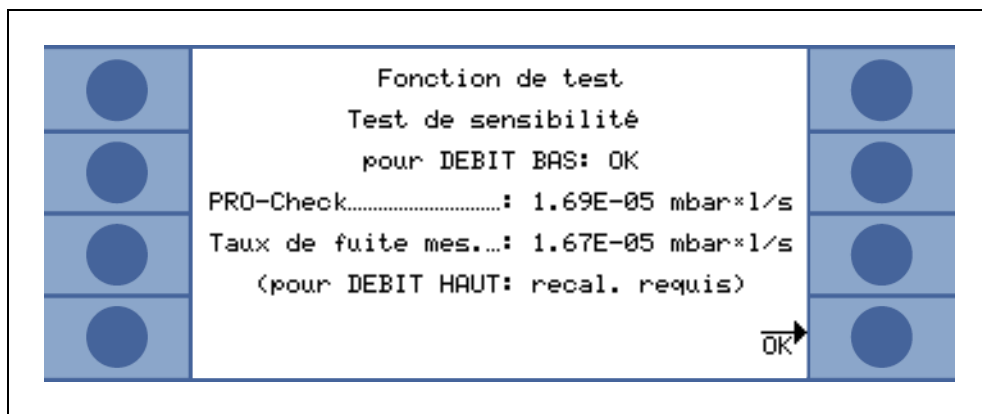 Fonction de test
Test de sensibilité
pour DEBIT BAS: OK
PRO-Check……………………………: 1.69E-05 mbar×l/s
Taux de fuite mes.…: 1.67E-05 mbar×l/s
(pour DEBIT HAUT: recal. requis)
OK